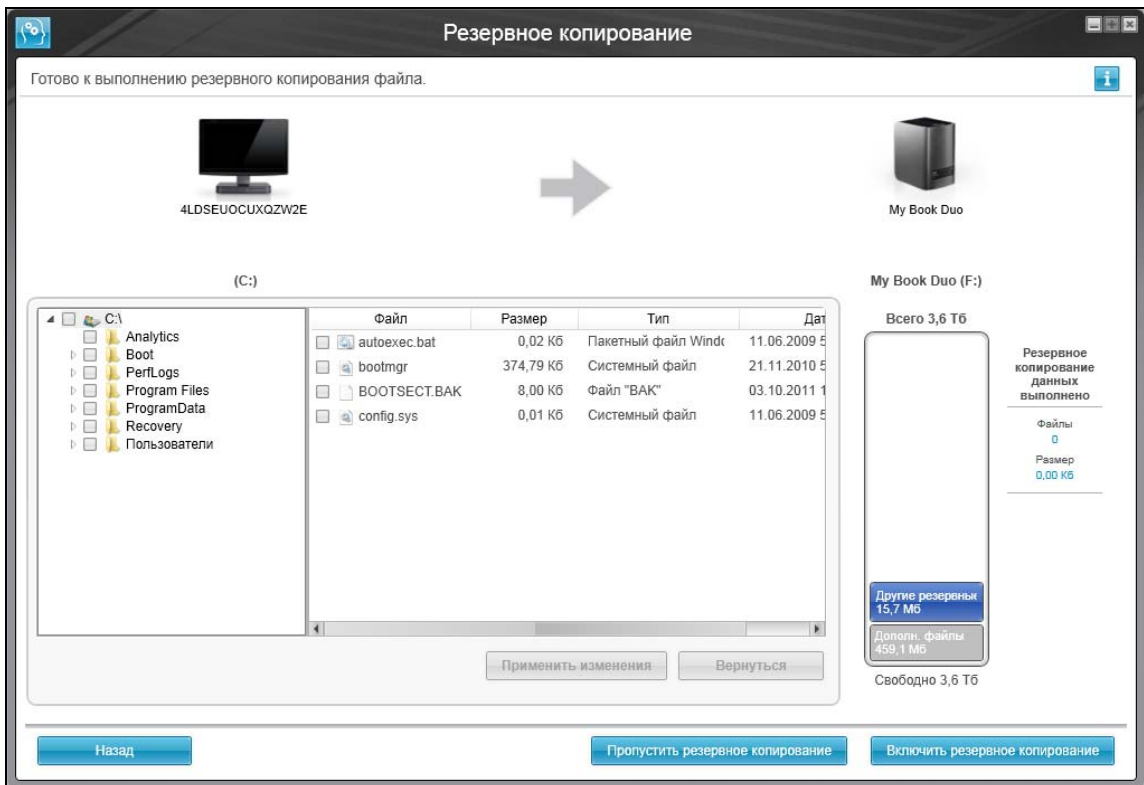 Резервное копирование
Готово к выполнению резервного копирования файла.
i
4LDSEUOCUXQZW2E
My Book Duo
(C:)
My Book Duo (F:)
C:\
Analytics
Boot
PerfLogs
Program Files
ProgramData
Recovery
Пользователи
Файл Размер Тип Дат
autoexec.bat 0,02 Кб Пакетный файл Windo 11.06.2009 5
bootmgr 374,79 Кб Системный файл 21.11.2010 5
BOOTSECT.BAK 8,00 Кб Файл "BAK" 03.10.2011 1
config.sys 0,01 Кб Системный файл 11.06.2009 5
Применить изменения Вернуться
Всего 3,6 Тб
Другие резервных
15,7 Мб
Дополн. файлы
459,1 Мб
Свободно 3,6 Тб
Резервное
копирование
данных
выполнено
Файлы
0
Размер
0,00 Кб
Назад Пропустить резервное копирование Включить резервное копирование